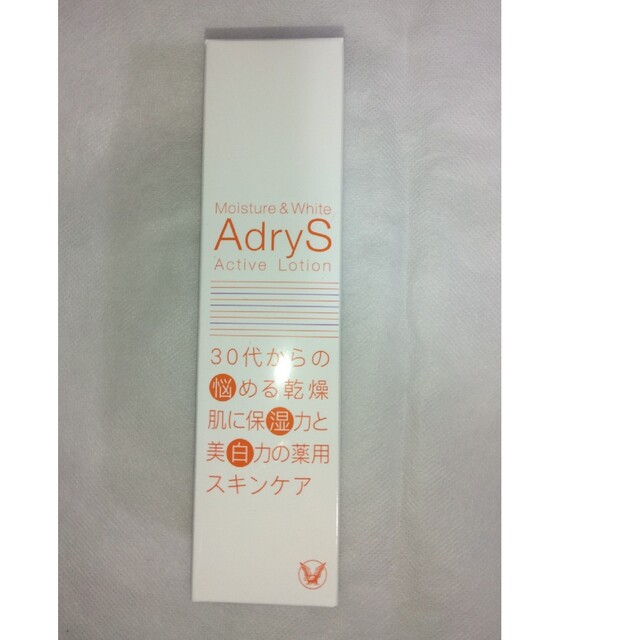 Moisture & White
AdryS
Active Lotion
30代からの
悩める乾燥
肌に保湿力と
美白力の薬用
スキンケア